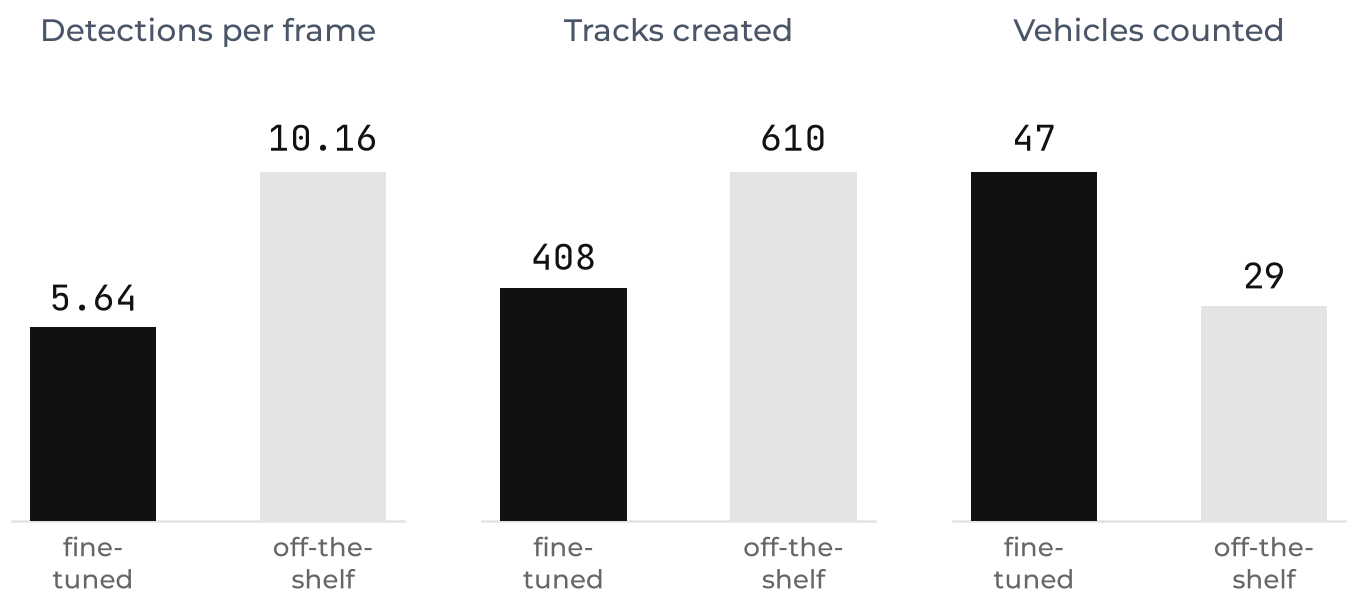 Detections per frame
5.64
10.16
fine-
tuned
off-the-
shelf
Tracks created
408
610
fine-
tuned
off-the-
shelf
Vehicles counted
47
29
fine-
tuned
off-the-
shelf